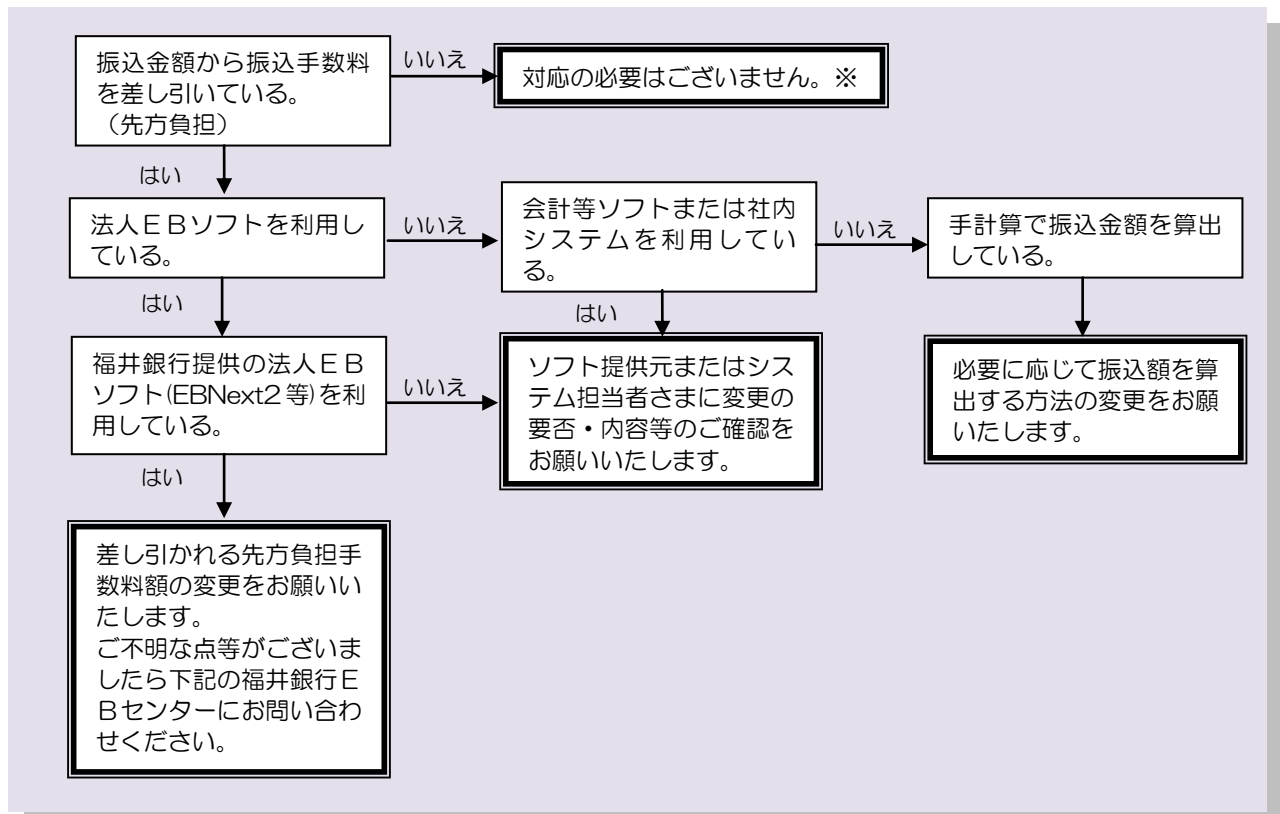 振込金額から振込手数料
を差し引いている。
（先方負担）
いいえ
対応の必要はございません。※
はい
法人ＥＢソフトを利用し
ている。
いいえ
会計等ソフトまたは社内
システムを利用してい
る。
いいえ
手計算で振込金額を算出
している。
はい
はい
福井銀行提供の法人ＥＢ
ソフト(EBNext2 等)を利
用している。
いいえ
ソフト提供元またはシス
テム担当者さまに変更の
要否・内容等のご確認を
お願いいたします。
必要に応じて振込額を算
出する方法の変更をお願
いいたします。
はい
差し引かれる先方負担手
数料額の変更をお願いい
たします。
ご不明な点等がございま
したら下記の福井銀行Ｅ
Ｂセンターにお問い合わ
せください。